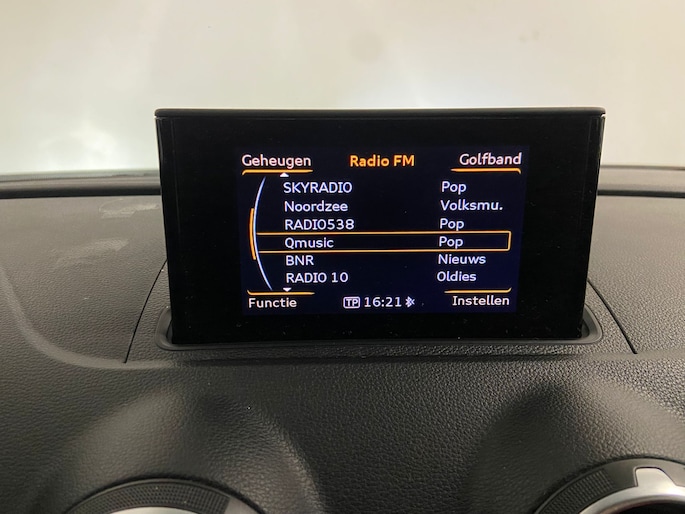 Geheugen Radio FM Golfband
SKYRADIO Pop
Noordzee Volksmu.
RADIO538 Pop
Qmusic Pop
BNR Nieuws
RADIO 10 Oldies
Functie TP 16:21 Instellen